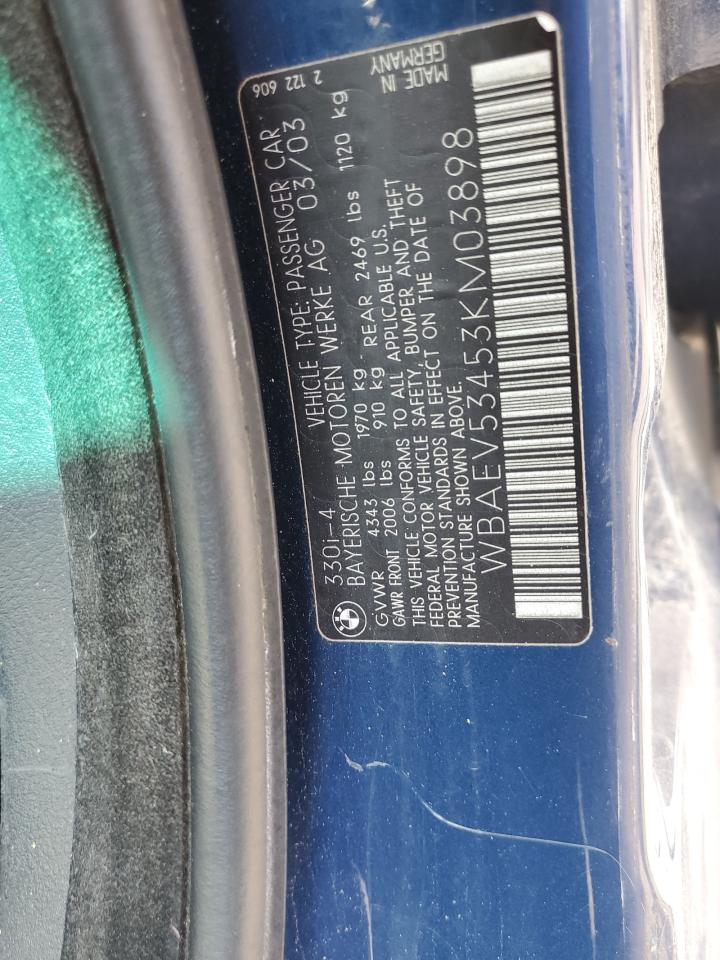 2 122 606
330i-4 VEHICLE TYPE: PASSENGER CAR
BAYERISCHE MOTOREN WERKE AG 03/03
GVWR 4343 lbs 1970 kg
GAWR FRONT 2006 lbs 910 kg REAR 2469 lbs 1120 kg
THIS VEHICLE CONFORMS TO ALL APPLICABLE U.S.
FEDERAL MOTOR VEHICLE SAFETY, BUMPER AND THEFT
PREVENTION STANDARDS IN EFFECT ON THE DATE OF
MANUFACTURE SHOWN ABOVE.
WBAEV53453KM03898
MADE IN
GERMANY